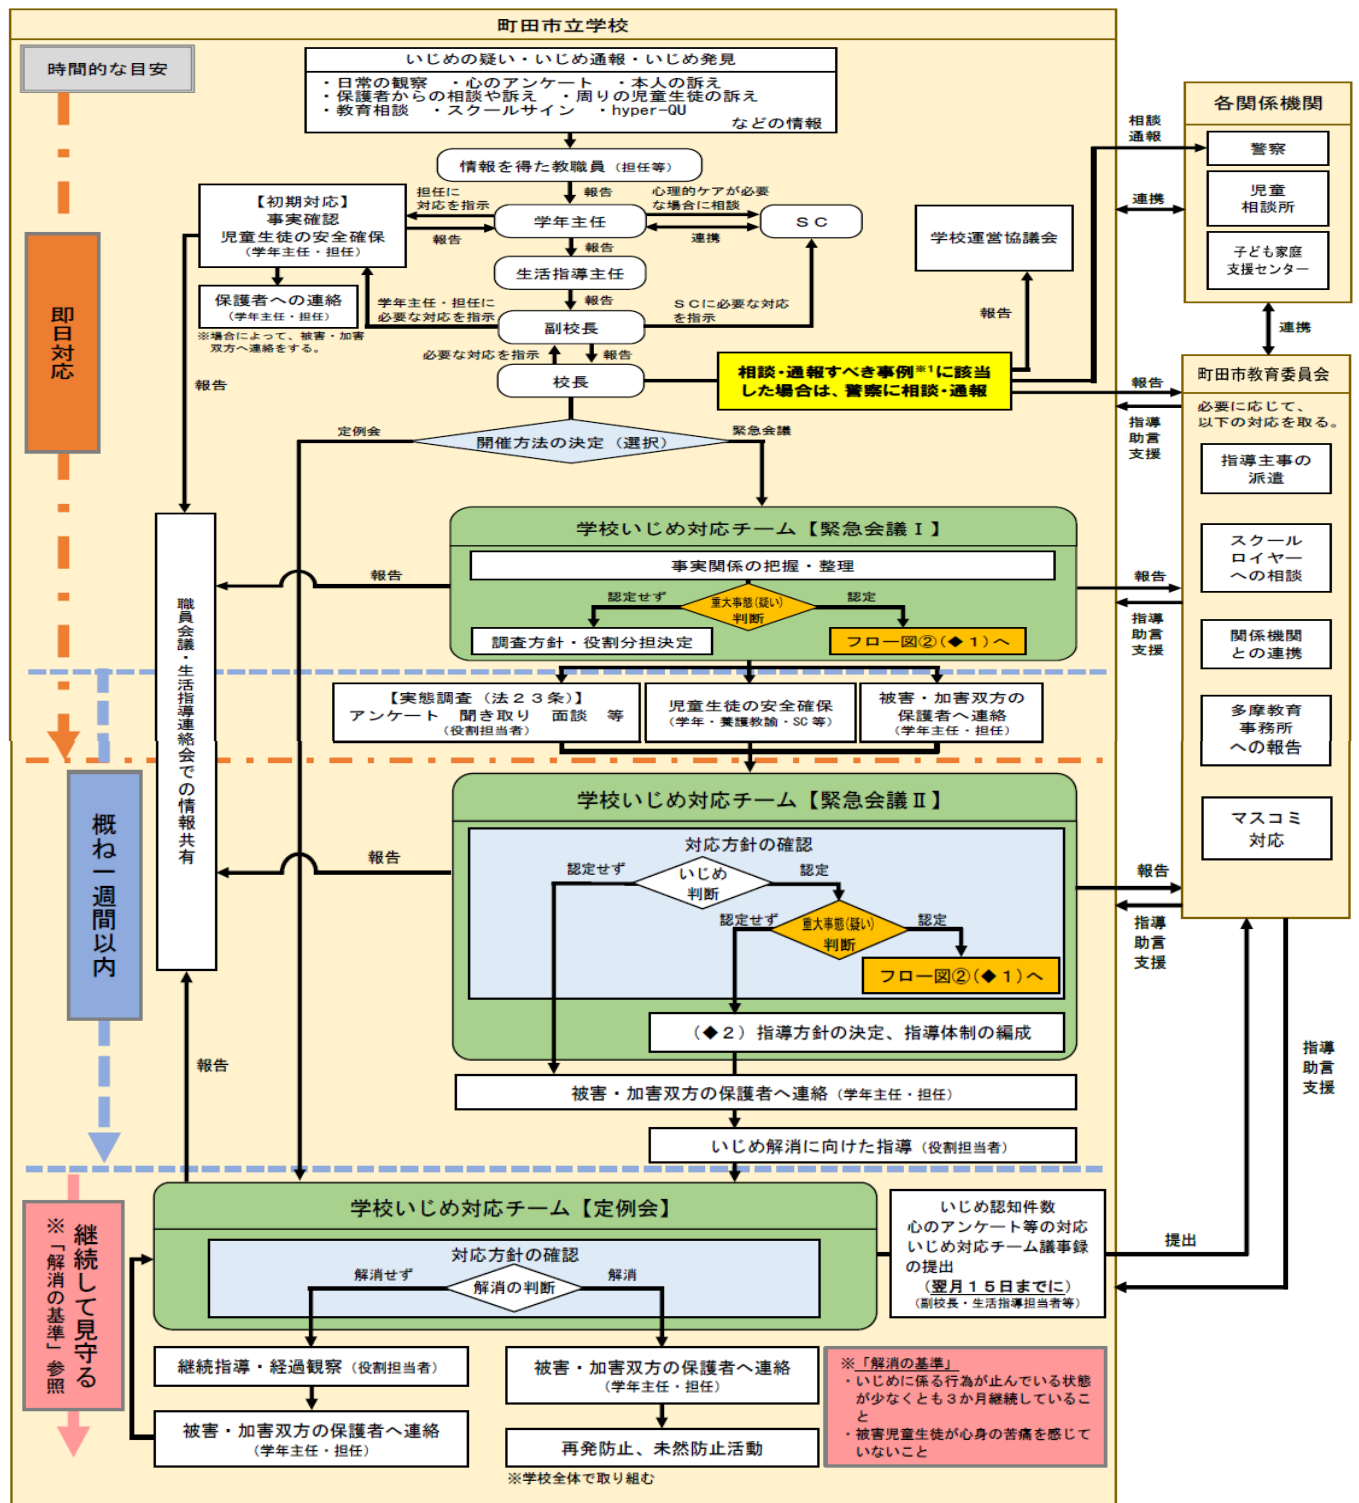 町田市立学校
時間的な目安
いじめの疑い・いじめ通報・いじめ発見
・日常の観察　・心のアンケート　・本人の訴え
・保護者からの相談や訴え　・周りの児童生徒の訴え
・教育相談　・スクールサイン　・hyper-QU
などの情報
情報を得た教職員（担任等）
報告
担任に
対応を指示
心理的ケアが必要
な場合に相談
【初期対応】
事実確認
児童生徒の安全確保
（学年主任・担任）
報告
学年主任
連携
ＳＣ
報告
生活指導主任
保護者への連絡
（学年主任・担任）
※場合によって、被害・加害
双方へ連絡をする。
学年主任・担任に
必要な対応を指示
報告
ＳＣに必要な対応
を指示
副校長
必要な対応を指示
報告
校長
報告
学校運営協議会
報告
相談・通報すべき事例※1に該当
した場合は、警察に相談・通報
即日対応
定例会
開催方法の決定（選択）
緊急会議
相談
通報
連携
各関係機関
警察
児童
相談所
子ども家庭
支援センター
連携
報告
指導
助言
支援
町田市教育委員会
必要に応じて、
以下の対応を取る。
指導主事の
派遣
スクール
ロイヤー
への相談
関係機関
との連携
多摩教育
事務所
への報告
マスコミ
対応
学校いじめ対応チーム【緊急会議Ⅰ】
事実関係の把握・整理
報告
認定せず
重大事態(疑い)
判断
認定
調査方針・役割分担決定
フロー図②(◆１)へ
報告
指導
助言
支援
職員会議・生活指導連絡会での情報共有
【実態調査（法２３条）】
アンケート　聞き取り　面談　等
（役割担当者）
児童生徒の安全確保
（学年・養護教諭・SC 等）
被害・加害双方の
保護者へ連絡
（学年主任・担任）
概ね一週間以内
学校いじめ対応チーム【緊急会議Ⅱ】
対応方針の確認
報告
認定せず
いじめ
判断
認定
認定せず
重大事態(疑い)
判断
認定
フロー図②(◆１)へ
（◆２）指導方針の決定、指導体制の編成
報告
指導
助言
支援
報告
被害・加害双方の保護者へ連絡（学年主任・担任）
いじめ解消に向けた指導（役割担当者）
指導
助言
支援
継続して見守る
※「解消の基準」参照
学校いじめ対応チーム【定例会】
対応方針の確認
解消せず
解消の判断
解消
いじめ認知件数
心のアンケート等の対応
いじめ対応チーム議事録
の提出
（翌月１５日までに）
（副校長・生活指導担当者等）
提出
継続指導・経過観察（役割担当者）
被害・加害双方の保護者へ連絡
（学年主任・担任）
被害・加害双方の保護者へ連絡
（学年主任・担任）
再発防止、未然防止活動
※学校全体で取り組む
※「解消の基準」
・いじめに係る行為が止んでいる状態
が少なくとも３か月継続しているこ
と
・被害児童生徒が心身の苦痛を感じて
いないこと